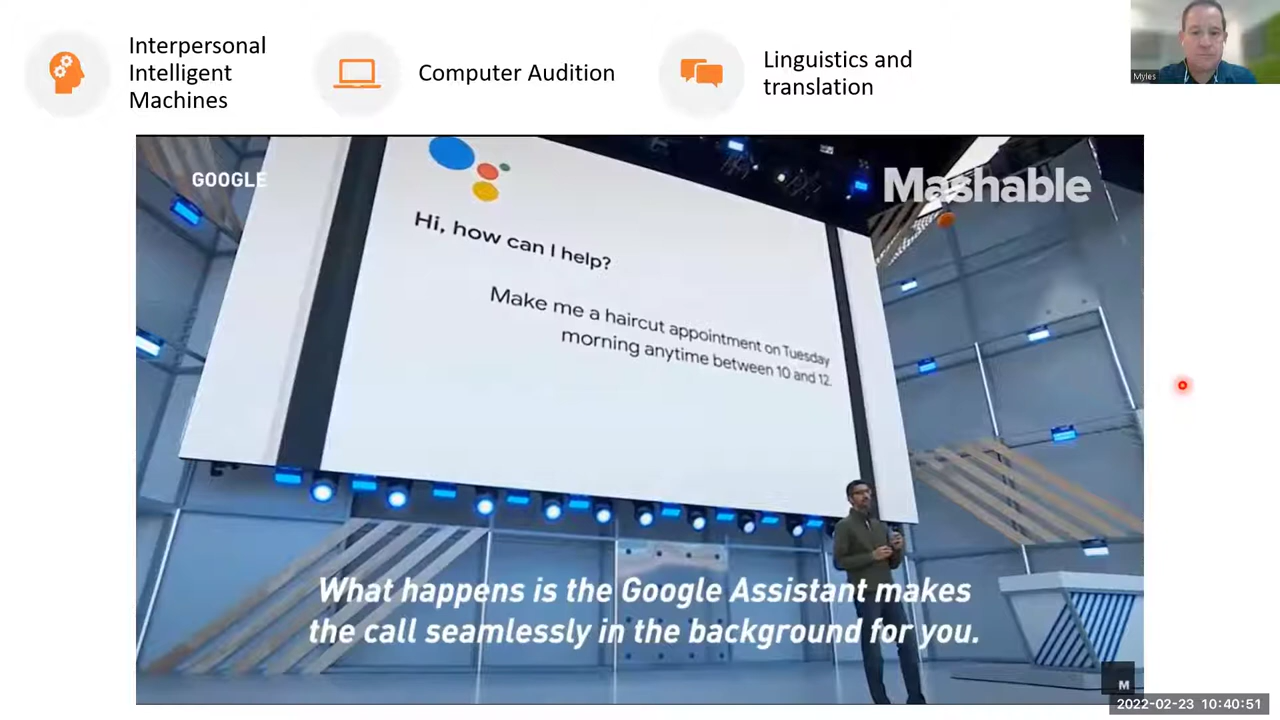 Interpersonal
Intelligent
Machines
Computer Audition
Linguistics and
translation
Myles
GOOGLE
Mashable
Hi, how can I help?
Make me a haircut appointment on Tuesday
morning anytime between 10 and 12.
What happens is the Google Assistant makes
the call seamlessly in the background for you.
M
2022-02-23 10:40:51